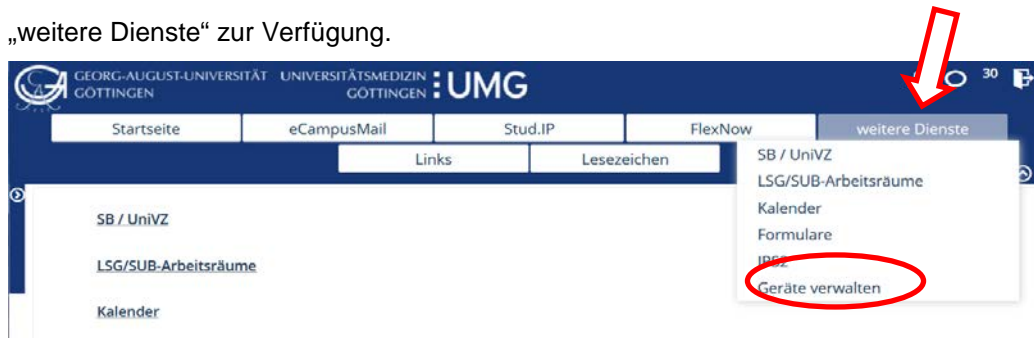 „weitere Dienste“ zur Verfügung.
GEORG-AUGUST-UNIVERSITÄT
GÖTTINGEN
UNIVERSITÄTSMEDIZIN
GÖTTINGEN
:UMG
30
Startseite
eCampusMail
Stud.IP
FlexNow
weitere Dienste
Links
Lesezeichen
SB / UniVZ
LSG/SUB-Arbeitsräume
Kalender
Formulare
Geräte verwalten
SB / UniVZ
LSG/SUB-Arbeitsräume
Kalender